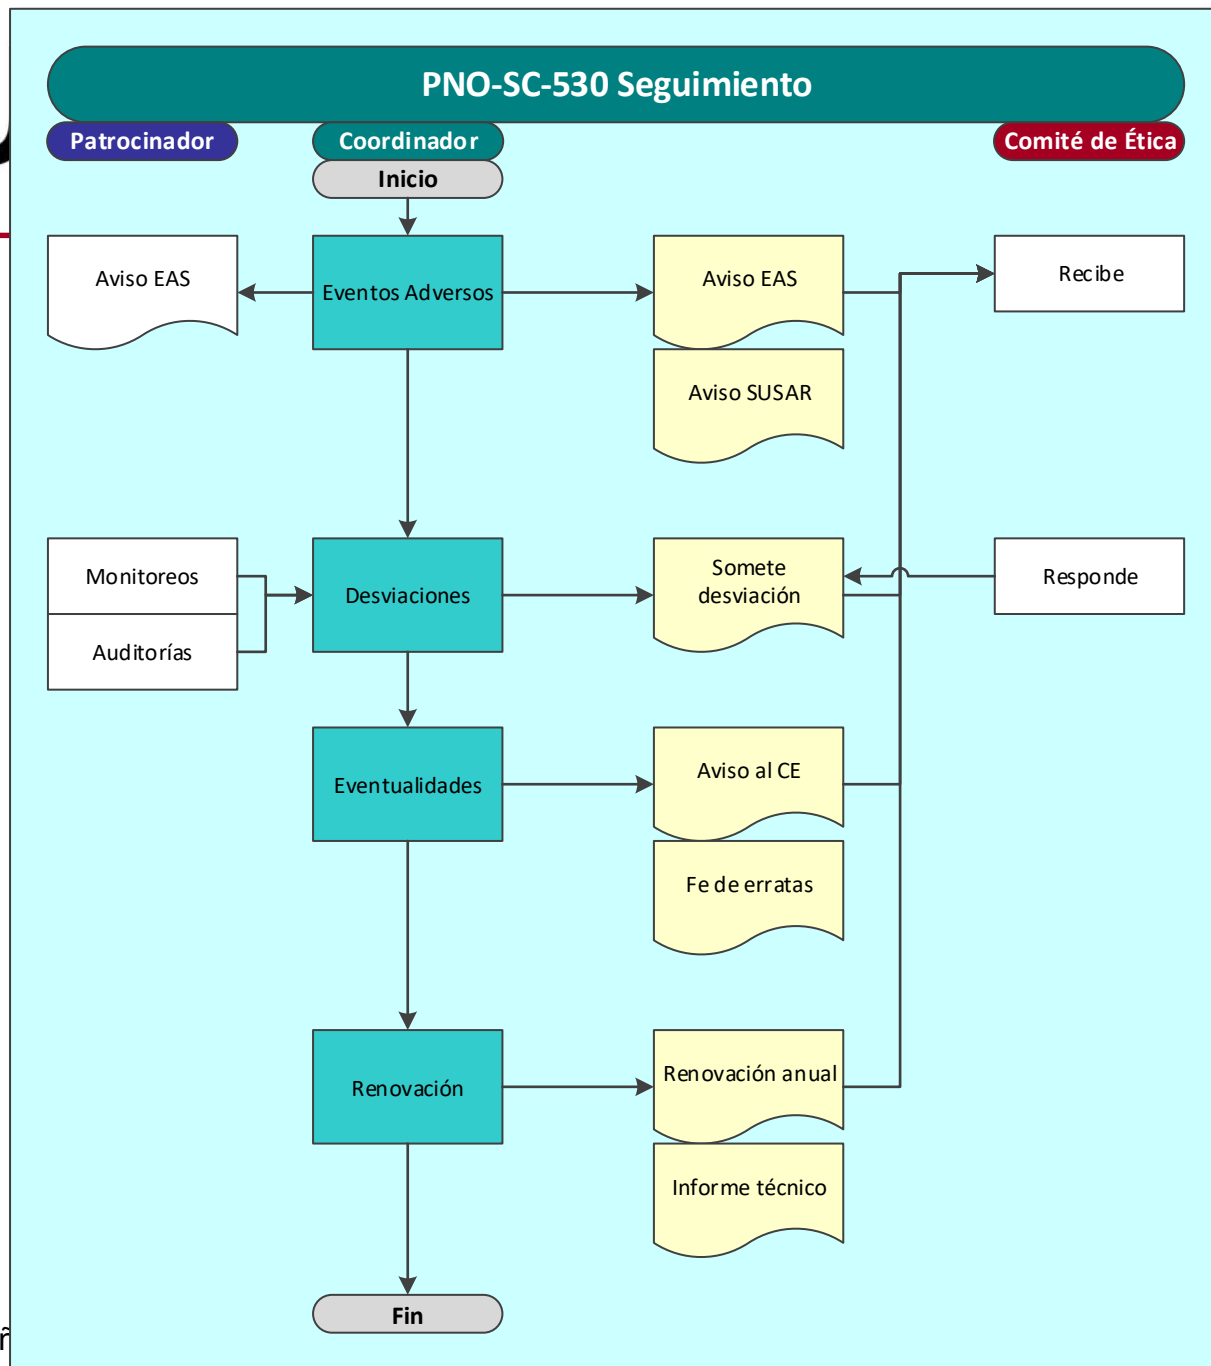 PNO-SC-530 Seguimiento
Patrocinador
Coordinador
Comité de Ética
Inicio
Aviso EAS
Eventos Adversos
Aviso EAS
Recibe
Aviso SUSAR
Monitoreos
Auditorías
Desviaciones
Somete
desviación
Responde
Eventualidades
Aviso al CE
Fe de erratas
Renovación
Renovación anual
Informe técnico
Fin